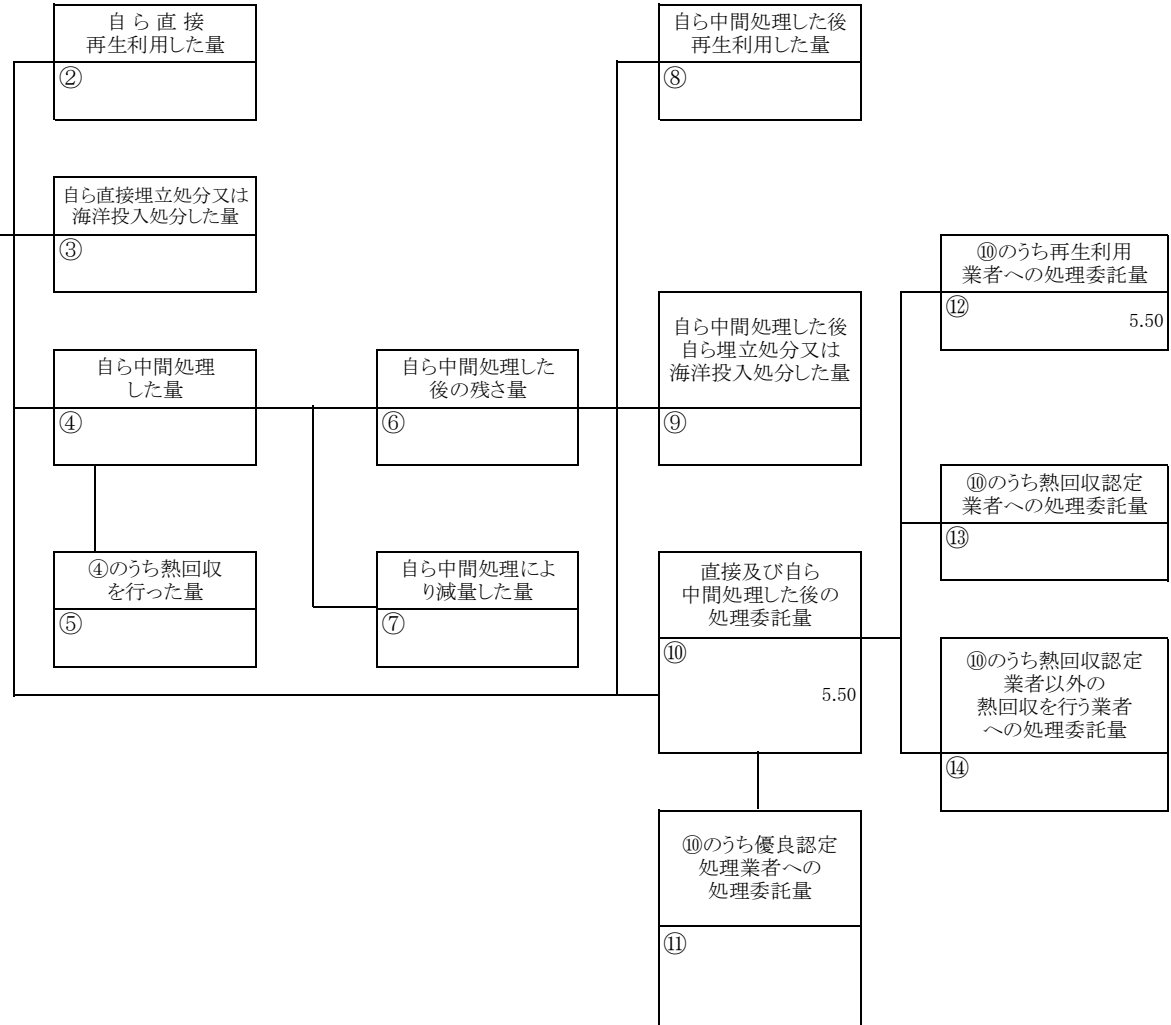 自ら直接
再生利用した量
②
自ら直接埋立処分又は
海洋投入処分した量
③
自ら中間処理
した量
④
④のうち熱回収
を行った量
⑤
自ら中間処理した
後の残さ量
⑥
自ら中間処理によ
り減量した量
⑦
自ら中間処理した後
再生利用した量
⑧
自ら中間処理した後
自ら埋立処分又は
海洋投入処分した量
⑨
直接及び自ら
中間処理した後の
処理委託量
⑩
5.50
⑩のうち優良認定
処理業者への
処理委託量
⑪
⑩のうち再生利用
業者への処理委託量
⑫
5.50
⑩のうち熱回収認定
業者への処理委託量
⑬
⑩のうち熱回収認定
業者以外の
熱回収を行う業者
への処理委託量
⑭